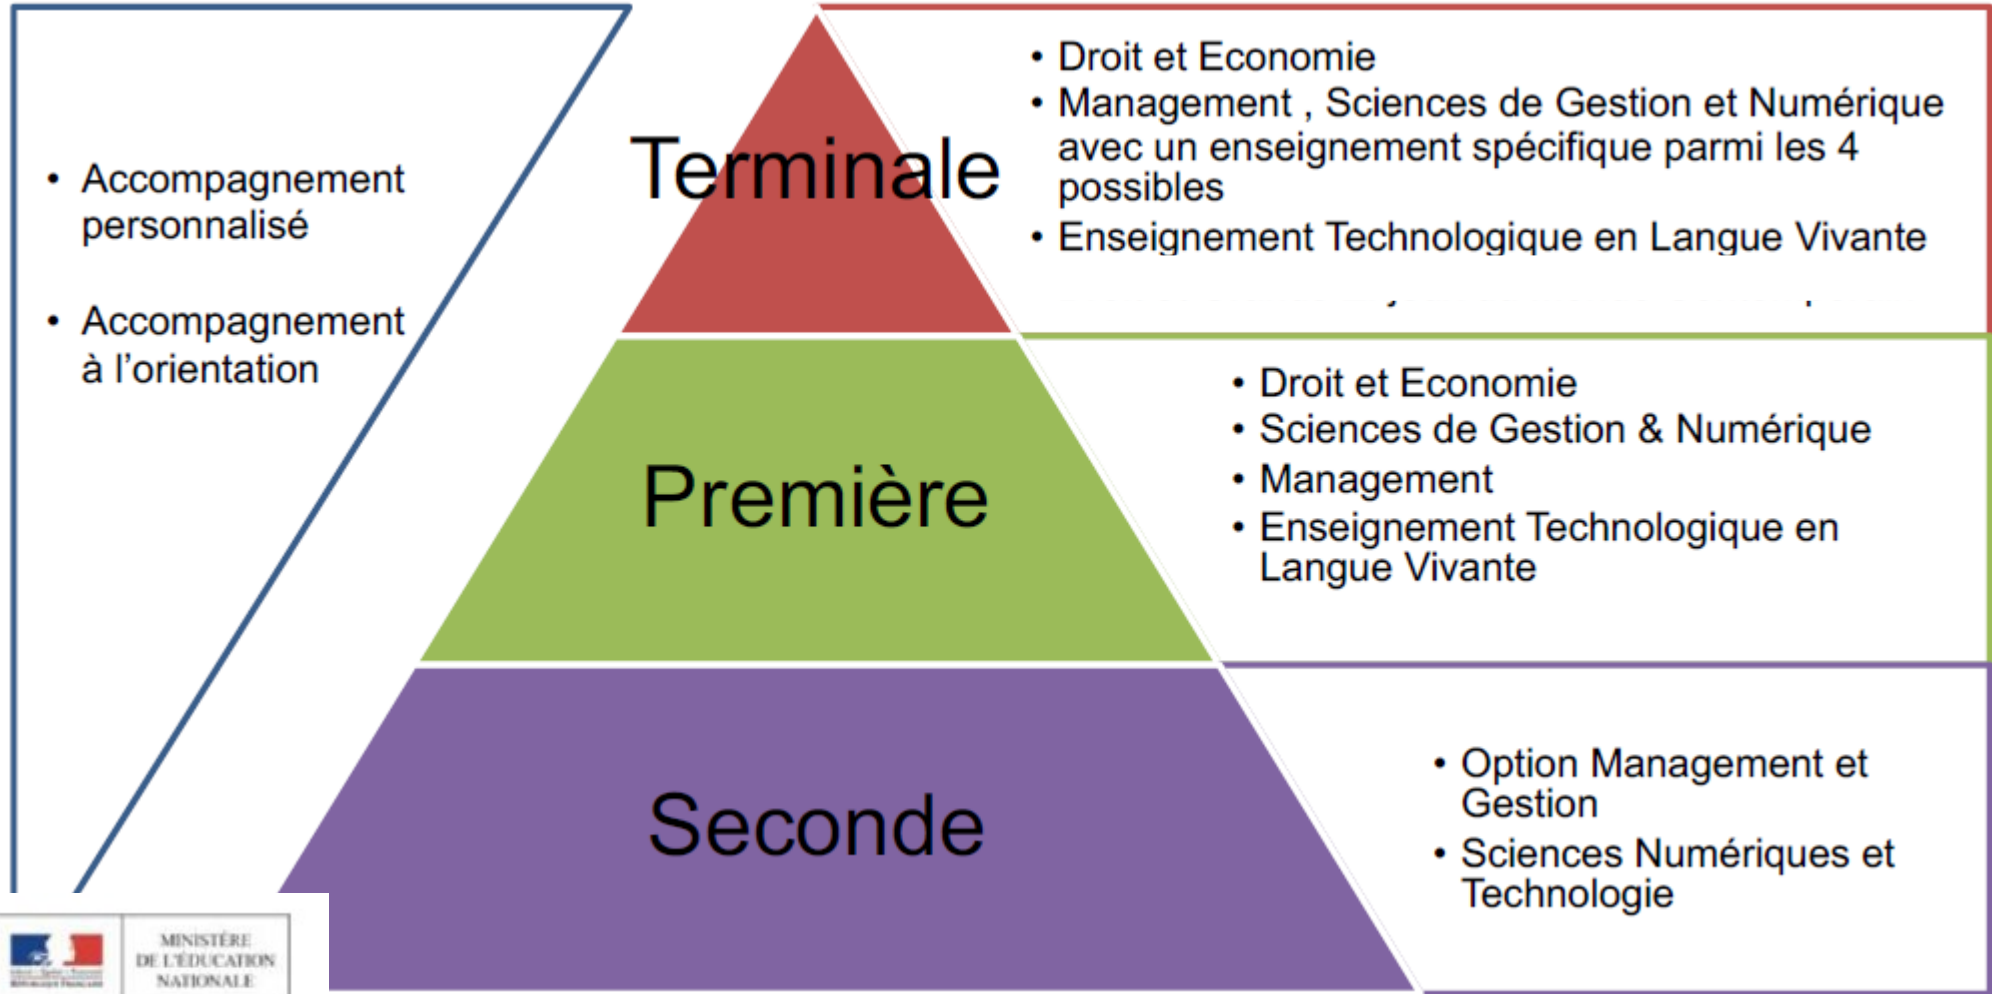 • Accompagnement
personnalisé
• Accompagnement
à l’orientation
Terminale
• Droit et Economie
• Management , Sciences de Gestion et Numérique
avec un enseignement spécifique parmi les 4
possibles
• Enseignement Technologique en Langue Vivante
Première
• Droit et Economie
• Sciences de Gestion & Numérique
• Management
• Enseignement Technologique en
Langue Vivante
Seconde
• Option Management et
Gestion
• Sciences Numériques et
Technologie
MINISTÈRE
DE L'ÉDUCATION
NATIONALE